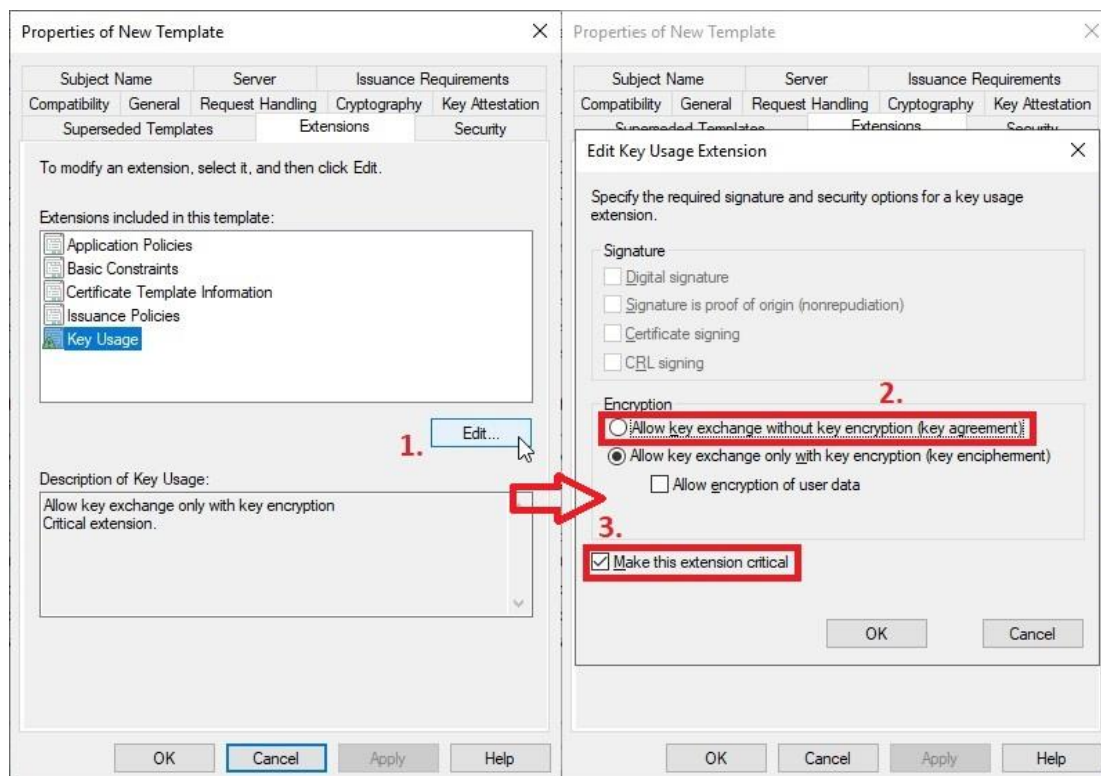 Properties of New Template
Subject Name Server Issuance Requirements
Compatibility General Request Handling Cryptography Key Attestation
Superseded Templates Extensions Security
To modify an extension, select it, and then click Edit.
Extensions included in this template:
Application Policies
Basic Constraints
Certificate Template Information
Issuance Policies
Key Usage
1.
Edit...
Description of Key Usage:
Allow key exchange only with key encryption
Critical extension.
OK Cancel Apply Help
Properties of New Template
Subject Name Server Issuance Requirements
Compatibility General Request Handling Cryptography Key Attestation
Superseded Templates Extensions Security
Edit Key Usage Extension
Specify the required signature and security options for a key usage
extension.
Signature
Digital signature
Signature is proof of origin (nonrepudiation)
Certificate signing
CRL signing
2.
Encryption
Allow key exchange without key encryption (key agreement)
Allow key exchange only with key encryption (key encipherment)
Allow encryption of user data
3.
Make this extension critical
OK Cancel
OK Cancel Apply Help